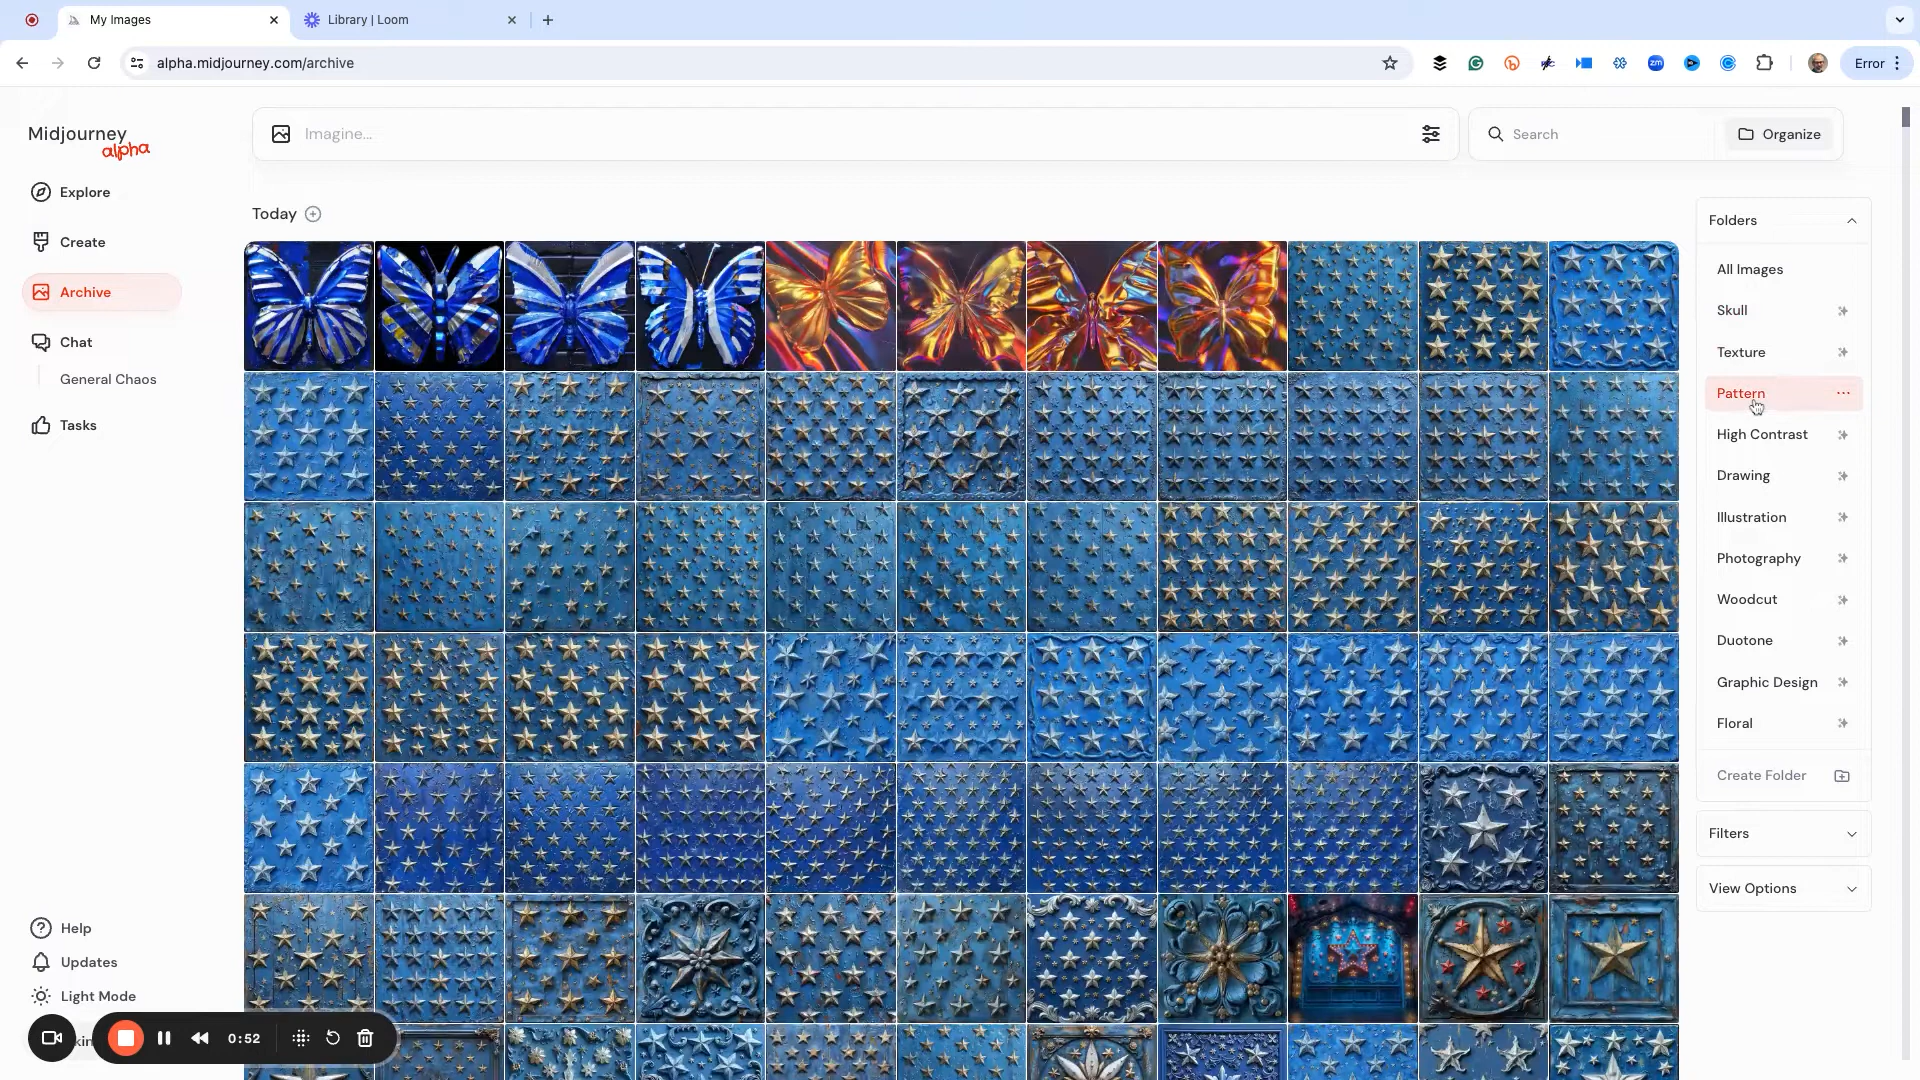 My Images
Library | Loom
alpha.midjourney.com/archive
zm
Error
Midjourney
alpha
Imagine...
Search
Organize
Explore
Create
Archive
Chat
General Chaos
Tasks
Today
Folders
All Images
Skull
Texture
Pattern
High Contrast
Drawing
Illustration
Photography
Woodcut
Duotone
Graphic Design
Floral
Create Folder
Filters
View Options
Help
Updates
Light Mode
0:52